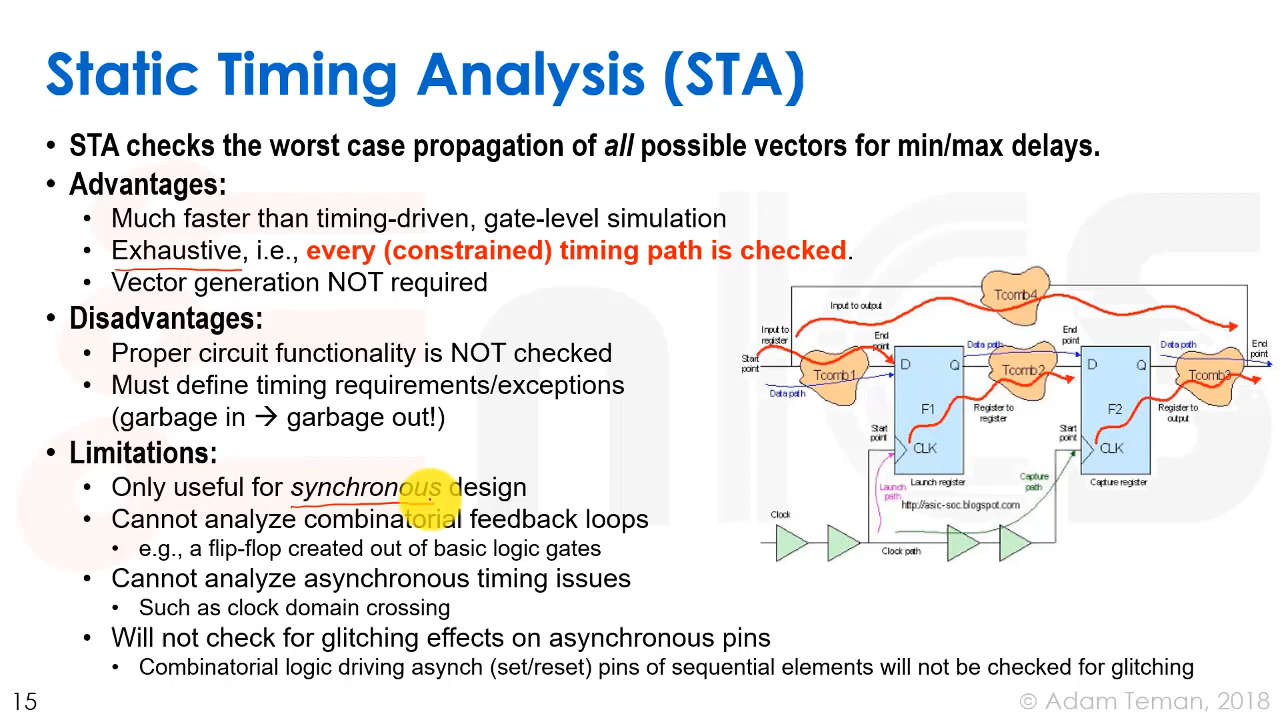 Static Timing Analysis (STA)
• STA checks the worst case propagation of all possible vectors for min/max delays.
• Advantages:
• Much faster than timing-driven, gate-level simulation
• Exhaustive, i.e., every (constrained) timing path is checked.
• Vector generation NOT required
• Disadvantages:
• Proper circuit functionality is NOT checked
• Must define timing requirements/exceptions
(garbage in → garbage out!)
• Limitations:
• Only useful for synchronous design
• Cannot analyze combinatorial feedback loops
• e.g., a flip-flop created out of basic logic gates
• Cannot analyze asynchronous timing issues
• Such as clock domain crossing
• Will not check for glitching effects on asynchronous pins
• Combinatorial logic driving asynch (set/reset) pins of sequential elements will not be checked for glitching
Tcomb4
Input to output
Input to
register
End
point
Data path
End
point
Data path
End
point
Start
point
Tcomb1
D
Q
Tcomb2
D
Q
Tcomb3
Data path
F1
Register to
register
F2
Register to
output
Start
point
CLK
Start
point
CLK
Launch
path
Launch register
Capture
path
Capture register
http://asic-soc.blogspot.com
Clock
Clock path
15
© Adam Teman, 2018
EnICS